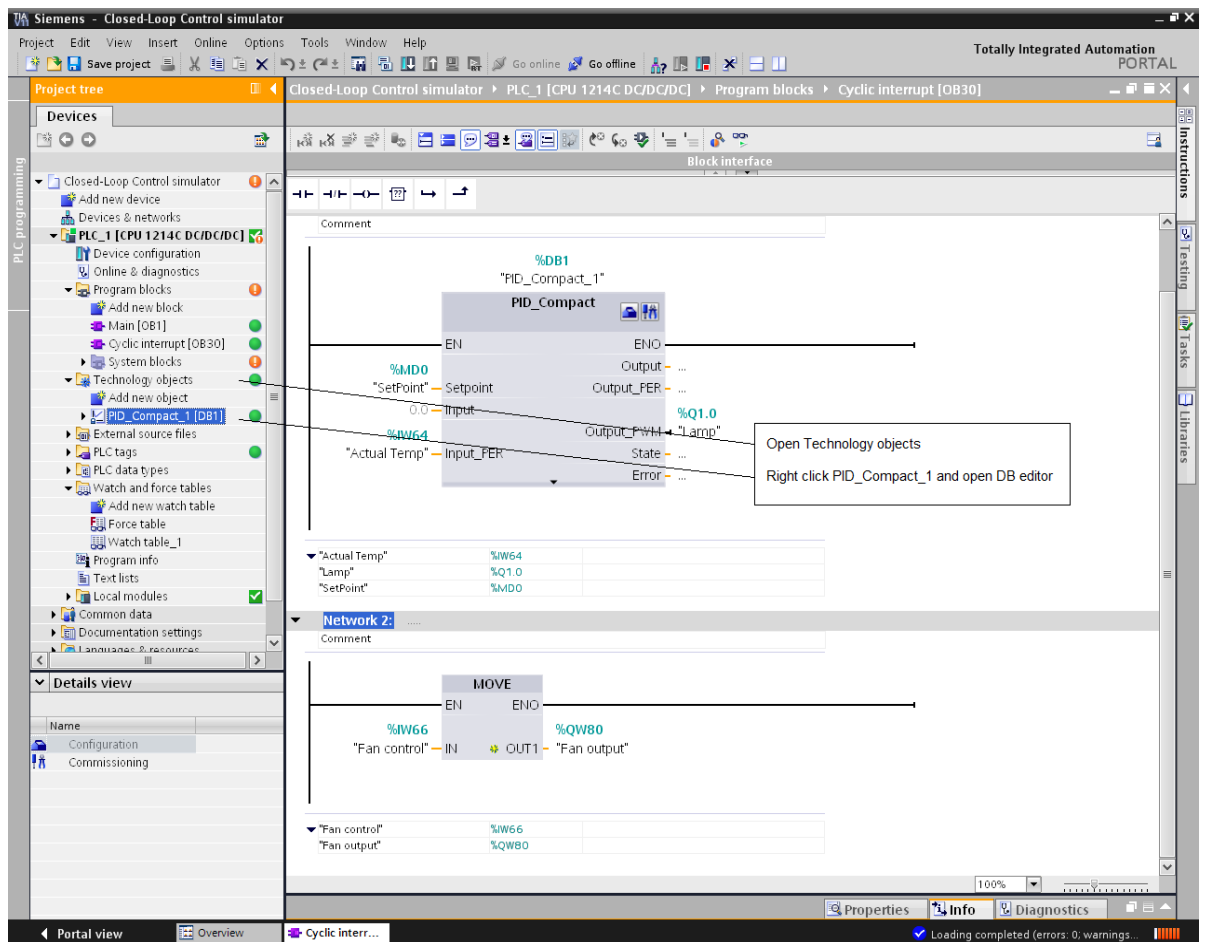 Siemens - Closed-Loop Control simulator
Project Edit View Insert Online Options Tools Window Help
Totally Integrated Automation
PORTAL
Save project
Go online
Go offline
Project tree
Closed-Loop Control simulator PLC_1 [CPU 1214C DC/DC/DC] Program blocks Cyclic interrupt [OB30]
Devices
Block interface
PLC programming
Closed-Loop Control simulator
Add new device
Devices & networks
PLC_1 [CPU 1214C DC/DC/DC]
Device configuration
Online & diagnostics
Program blocks
Add new block
Main [OB1]
Cyclic interrupt [OB30]
System blocks
Technology objects
Add new object
PID_Compact_1 [DB1]
External source files
PLC tags
PLC data types
Watch and force tables
Add new watch table
Force table
Watch table_1
Program info
Text lists
Local modules
Common data
Documentation settings
Languages & resources
Details view
Name
Configuration
Commissioning
Comment
%DB1
"PID_Compact_1"
PID_Compact
EN ENO
%MD0
"SetPoint" Setpoint
0.0 Input
%IW64
"Actual Temp" Input_PER
Output ...
Output_PER ...
%Q1.0
Output_PWM "Lamp"
State ...
Error ...
Open Technology objects
Right click PID_Compact_1 and open DB editor
"Actual Temp" %IW64
"Lamp" %Q1.0
"SetPoint" %MD0
Network 2: .....
Comment
MOVE
EN ENO
%IW66 %QW80
"Fan control" IN OUT1 "Fan output"
"Fan control" %IW66
"Fan output" %QW80
100%
Properties Info Diagnostics
Instructions
Testing
Tasks
Libraries
Portal view Overview Cyclic interr...
Loading completed (errors: 0; warnings...